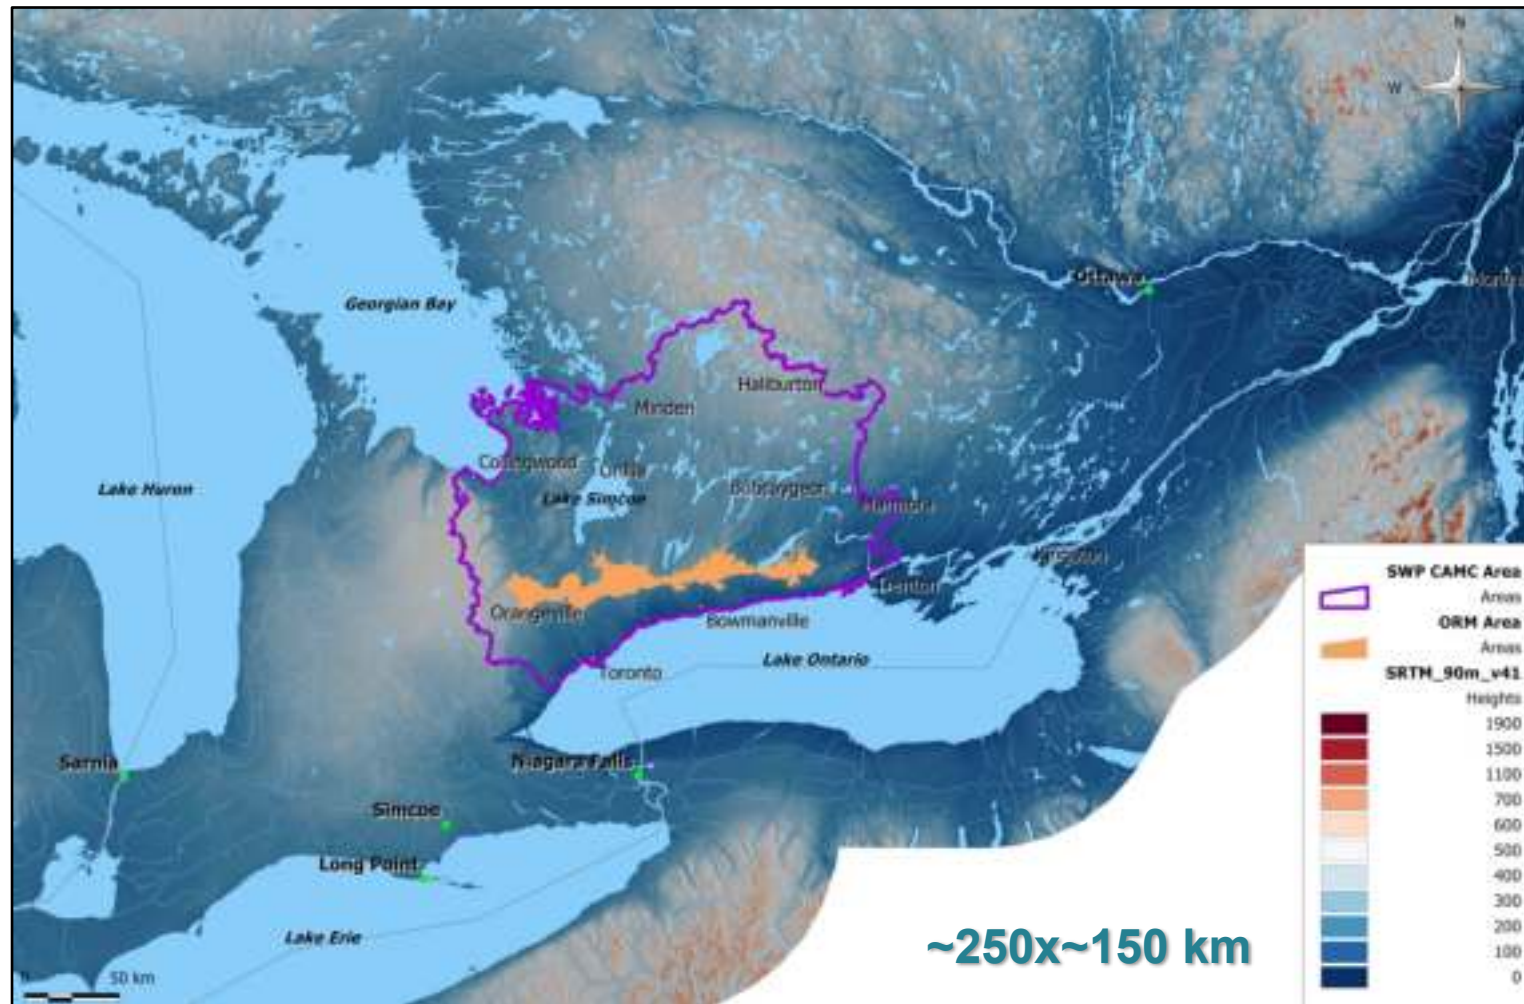 N
W
Ottawa
Georgian Bay
Haliburton
Minden
Collingwood
Orillia
Lake Huron
Lake Simcoe
Bobcaygeon
Marmora
Kingston
Trenton
Orangeville
Bowmanville
Lake Ontario
Toronto
Sarnia
Niagara Falls
Simcoe
Long Point
Lake Erie
50 km
~250x~150 km
SWP CAMC Area
Areas
ORM Area
Areas
SRTM_90m_v41
Heights
1900
1500
1100
700
600
500
400
300
200
100
0